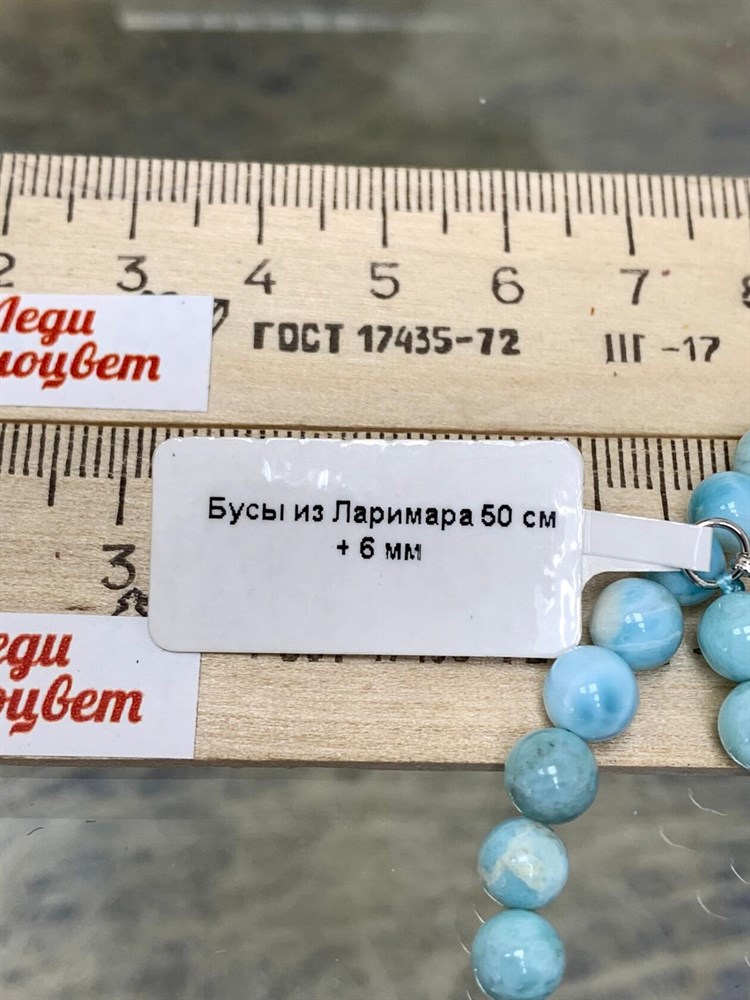 2 3 4 5 6 7
Леди
ГОСТ 17435-72 ШГ-17
Бусы из Ларимара 50 см
+ 6 мм
3